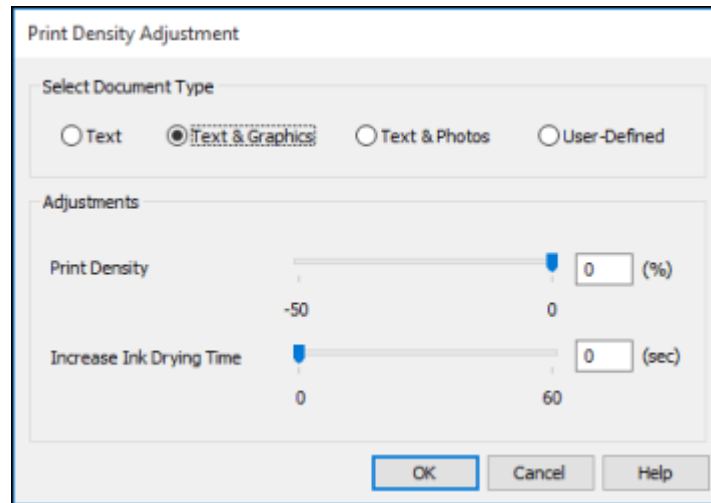 Print Density Adjustment
Select Document Type
Text Text & Graphics Text & Photos User-Defined
Adjustments
Print Density 0 (%)
-50 0
Increase Ink Drying Time 0 (sec)
0 60
OK Cancel Help